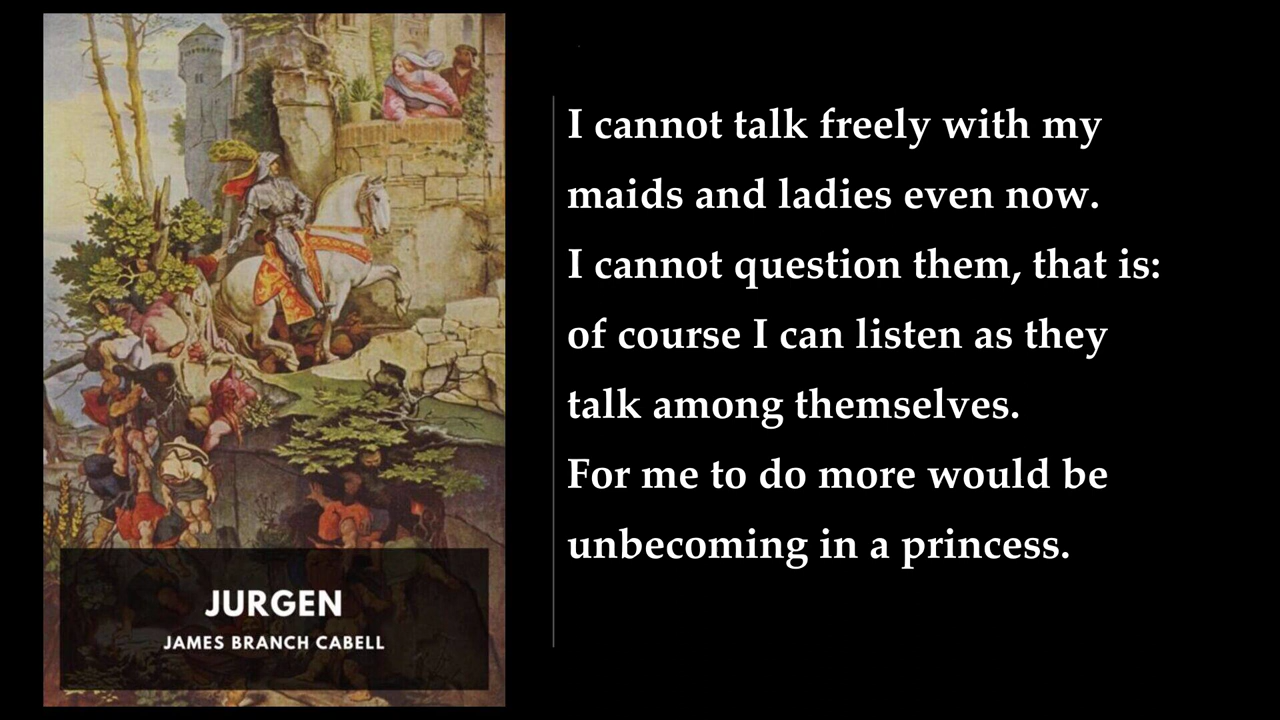 JURGEN
JAMES BRANCH CABELL
I cannot talk freely with my
maids and ladies even now.
I cannot question them, that is:
of course I can listen as they
talk among themselves.
For me to do more would be
unbecoming in a princess.